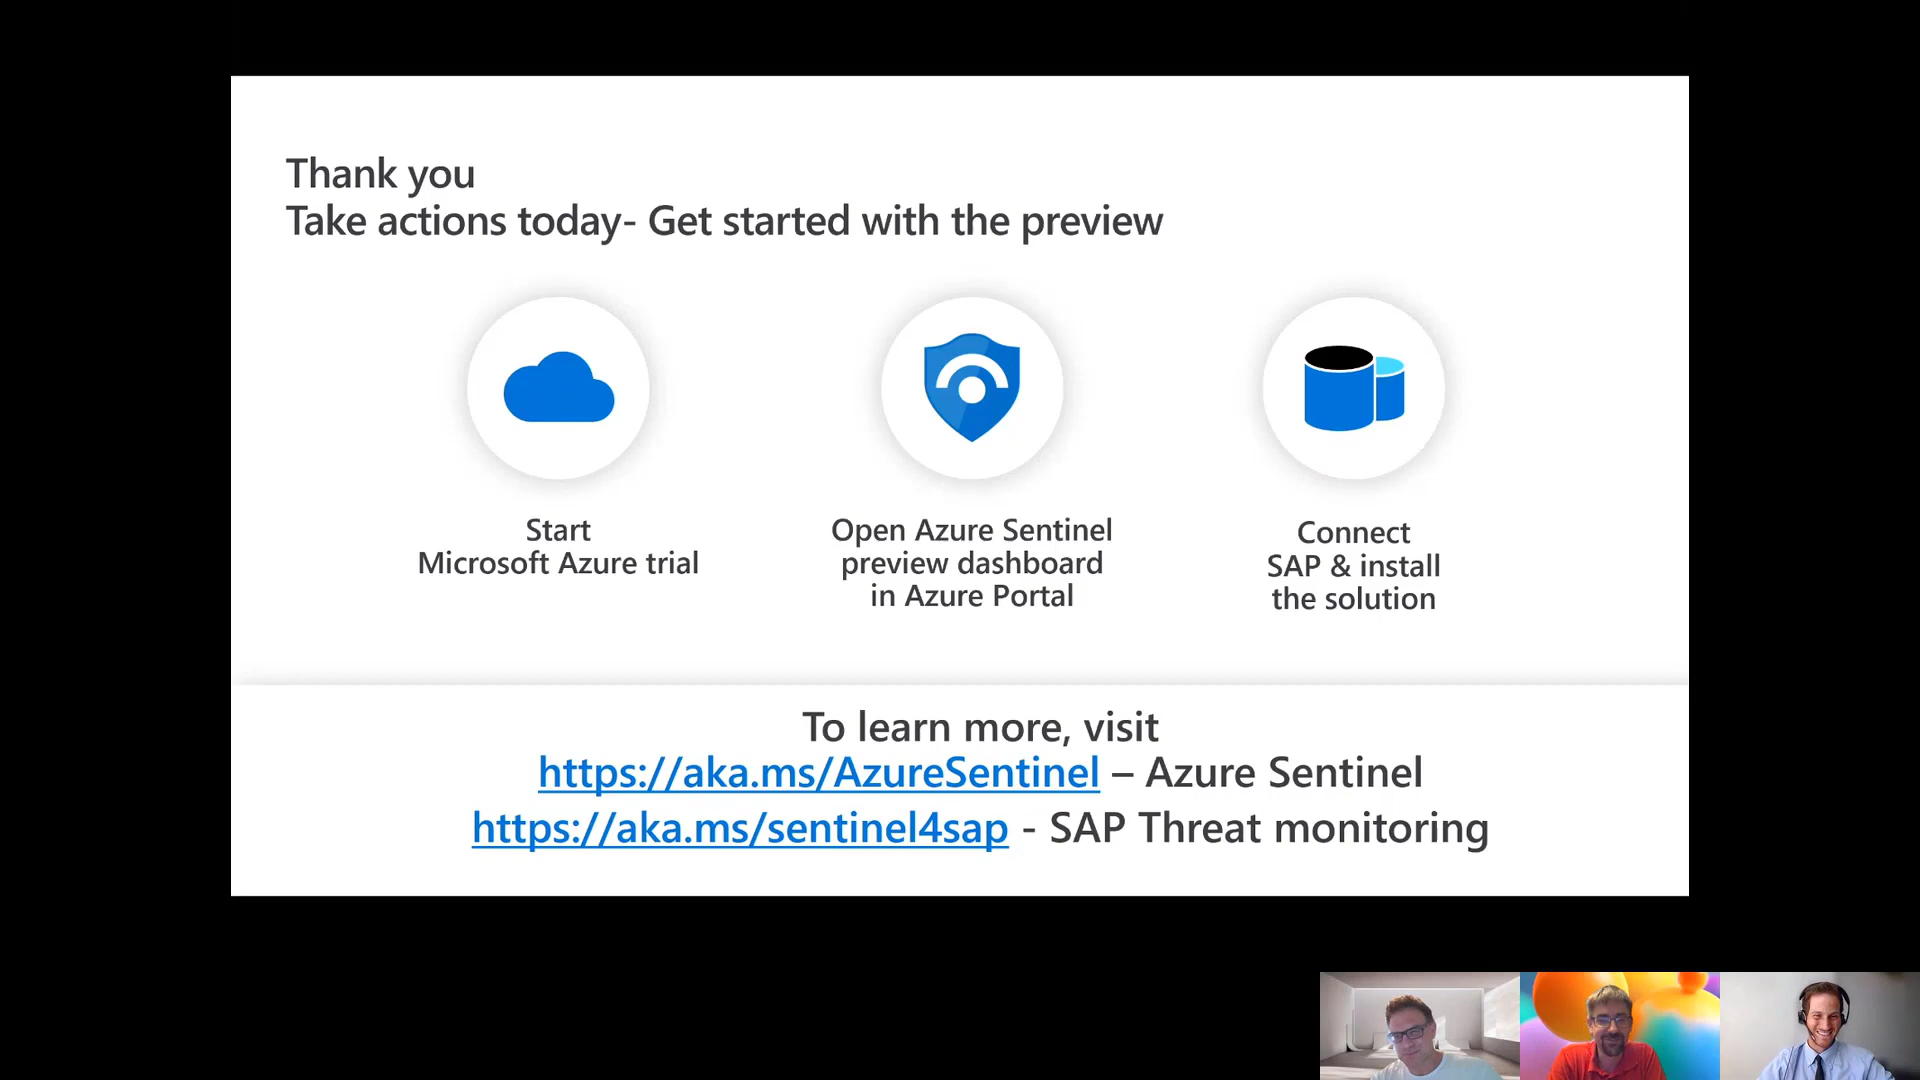 Thank you
Take actions today- Get started with the preview
Start
Microsoft Azure trial
Open Azure Sentinel
preview dashboard
in Azure Portal
Connect
SAP & install
the solution
To learn more, visit
https://aka.ms/AzureSentinel – Azure Sentinel
https://aka.ms/sentinel4sap - SAP Threat monitoring